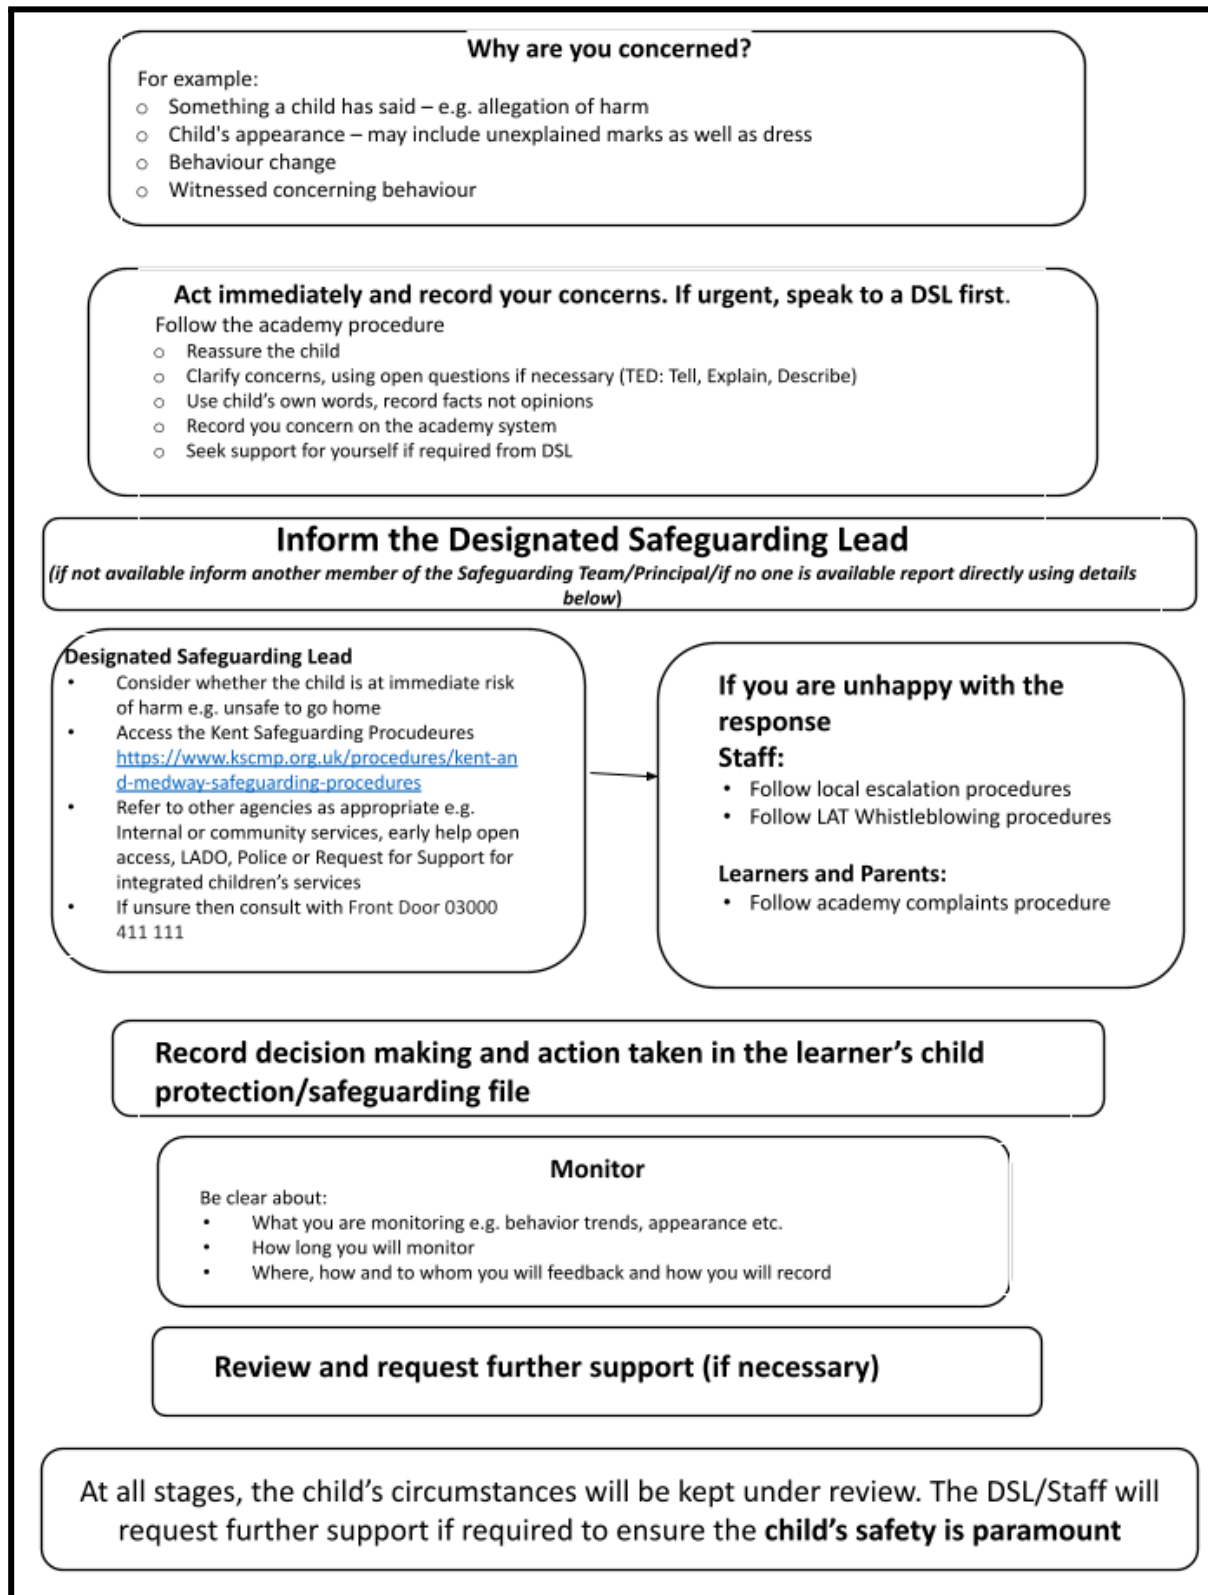 Why are you concerned?
For example:
o Something a child has said – e.g. allegation of harm
o Child's appearance – may include unexplained marks as well as dress
o Behaviour change
o Witnessed concerning behaviour
Act immediately and record your concerns. If urgent, speak to a DSL first.
Follow the academy procedure
o Reassure the child
o Clarify concerns, using open questions if necessary (TED: Tell, Explain, Describe)
o Use child’s own words, record facts not opinions
o Record you concern on the academy system
o Seek support for yourself if required from DSL
Inform the Designated Safeguarding Lead
(if not available inform another member of the Safeguarding Team/Principal/if no one is available report directly using details
below)
Designated Safeguarding Lead
• Consider whether the child is at immediate risk
of harm e.g. unsafe to go home
• Access the Kent Safeguarding Procudeures
https://www.kscmp.org.uk/procedures/kent-an
d-medway-safeguarding-procedures
• Refer to other agencies as appropriate e.g.
Internal or community services, early help open
access, LADO, Police or Request for Support for
integrated children’s services
• If unsure then consult with Front Door 03000
411 111
If you are unhappy with the
response
Staff:
• Follow local escalation procedures
• Follow LAT Whistleblowing procedures
Learners and Parents:
• Follow academy complaints procedure
Record decision making and action taken in the learner’s child
protection/safeguarding file
Monitor
Be clear about:
• What you are monitoring e.g. behavior trends, appearance etc.
• How long you will monitor
• Where, how and to whom you will feedback and how you will record
Review and request further support (if necessary)
At all stages, the child’s circumstances will be kept under review. The DSL/Staff will
request further support if required to ensure the child’s safety is paramount